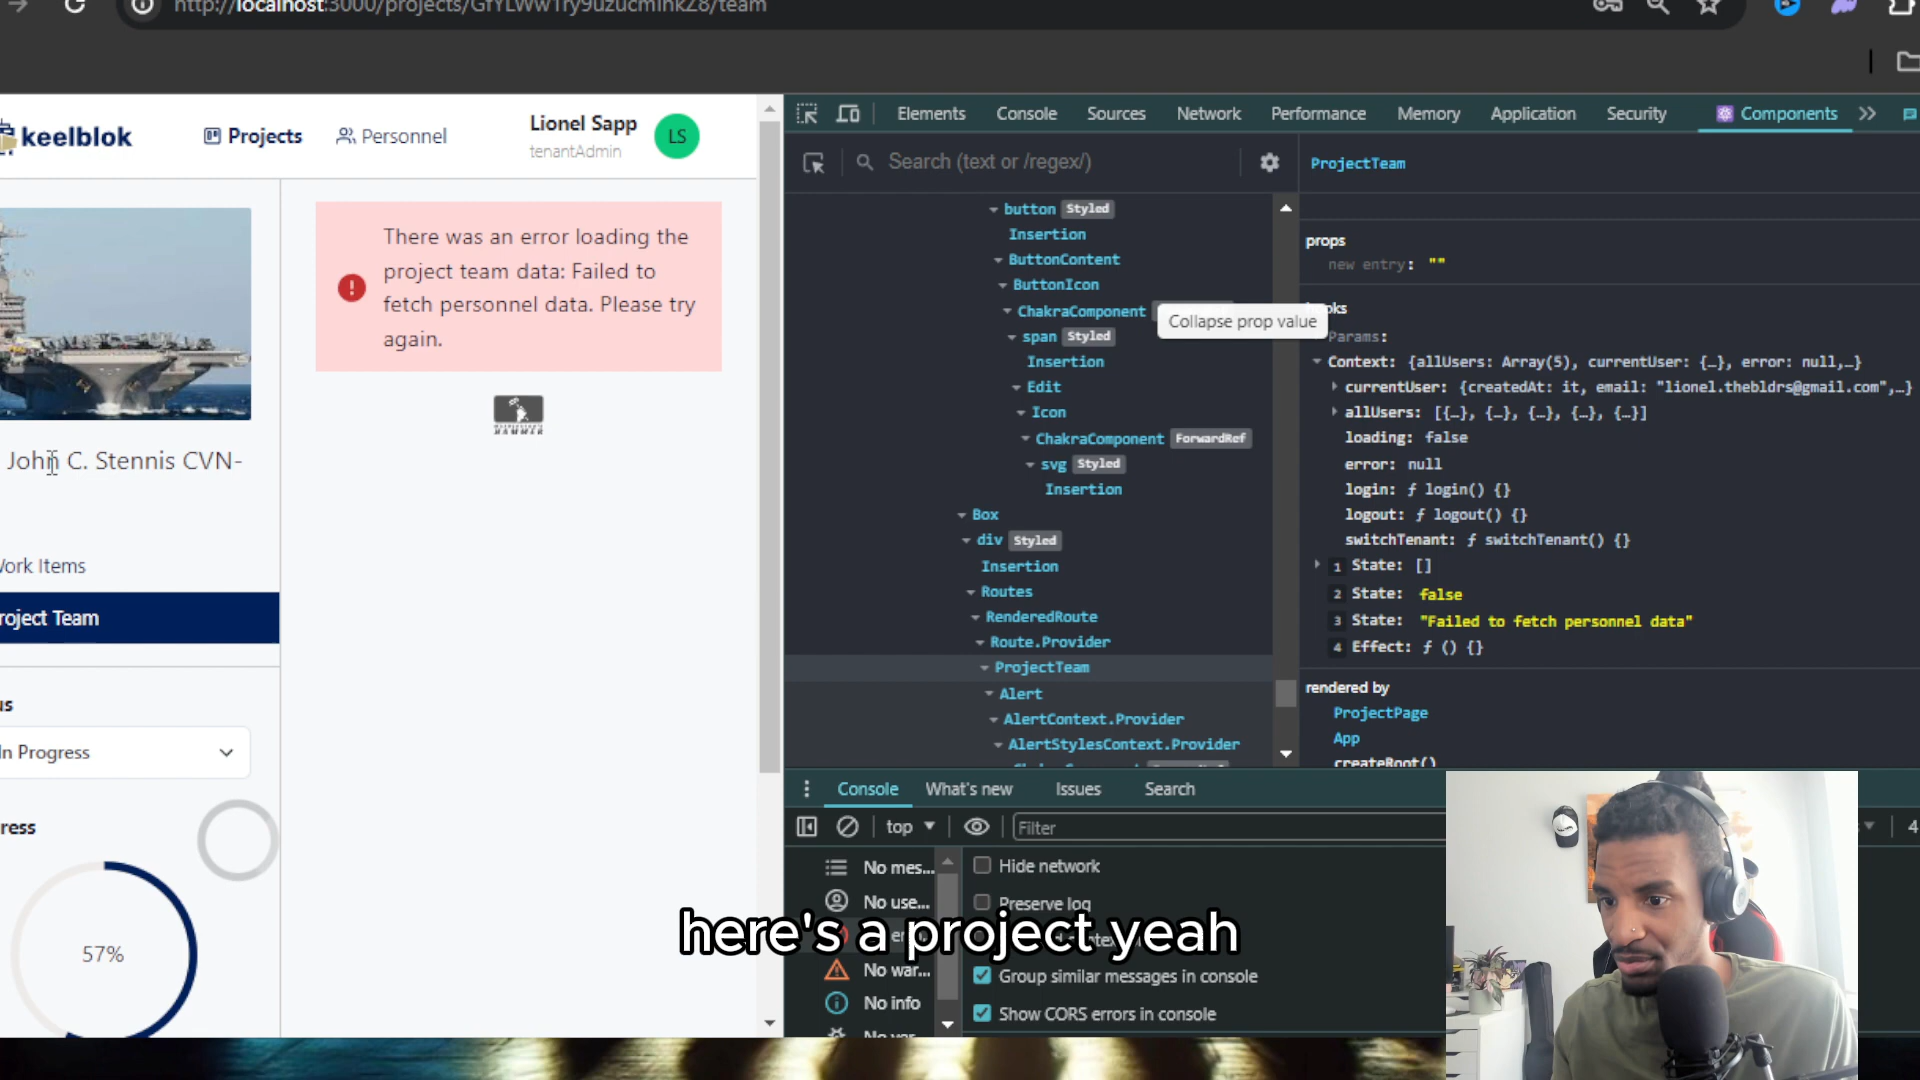 http://localhost:3000/projects/GfYLWw1ry9uzucminkZ8/team
keelblok
Projects
Personnel
Lionel Sapp
tenantAdmin
LS
There was an error loading the
project team data: Failed to
fetch personnel data. Please try
again.
John C. Stennis CVN-
Work Items
Project Team
us
In Progress
ress
57%
Elements
Console
Sources
Network
Performance
Memory
Application
Security
Components
Search (text or /regex/)
button Styled
Insertion
ButtonContent
ButtonIcon
ChakraComponent
span Styled
Insertion
Edit
Icon
ChakraComponent ForwardRef
svg Styled
Insertion
Box
div Styled
Insertion
Routes
RenderedRoute
Route.Provider
ProjectTeam
Alert
AlertContext.Provider
AlertStylesContext.Provider
Collapse prop value
ProjectTeam
props
new entry: ""
hooks
Params:
Context: {allUsers: Array(5), currentUser: {…}, error: null,…}
currentUser: {createdAt: it, email: "lionel.thebldrs@gmail.com",…}
allUsers: [{…}, {…}, {…}, {…}, {…}]
loading: false
error: null
login: ƒ login() {}
logout: ƒ logout() {}
switchTenant: ƒ switchTenant() {}
1 State: []
2 State: false
3 State: "Failed to fetch personnel data"
4 Effect: ƒ () {}
rendered by
ProjectPage
App
createRoot()
Console
What's new
Issues
Search
top
Filter
4
No mes...
No use...
No war...
No info
Hide network
Preserve log
Group similar messages in console
Show CORS errors in console
here's a project yeah